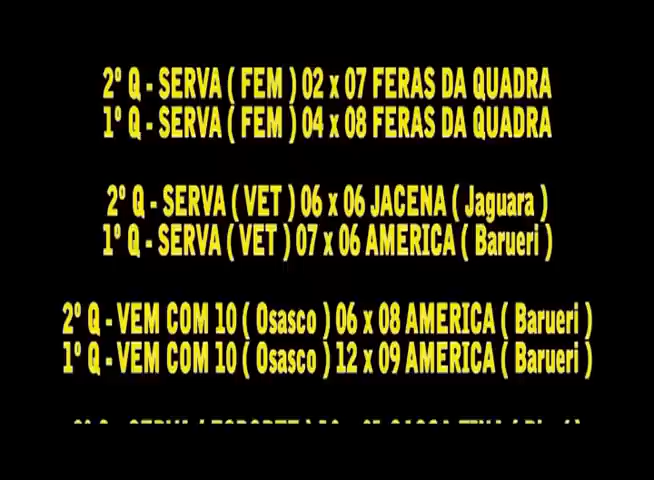 2º Q - SERVA ( FEM ) 02 x 07 FERAS DA QUADRA
1º Q - SERVA ( FEM ) 04 x 08 FERAS DA QUADRA
2º Q - SERVA ( VET ) 06 x 06 JACENA ( Jaguara )
1º Q - SERVA ( VET ) 07 x 06 AMERICA ( Barueri )
2º Q - VEM COM 10 ( Osasco ) 06 x 08 AMERICA ( Barueri )
1º Q - VEM COM 10 ( Osasco ) 12 x 09 AMERICA ( Barueri )